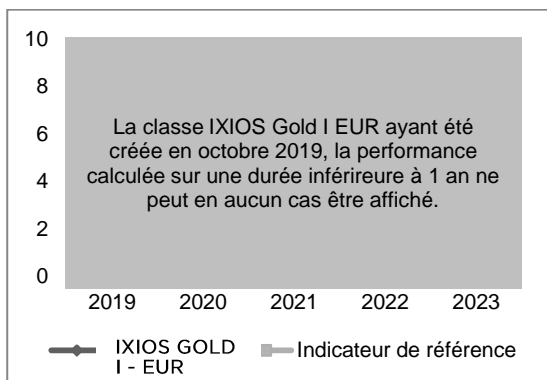 10
8
6
4
2
0
La classe IXIOS Gold I EUR ayant été
créée en octobre 2019, la performance
calculée sur une durée inférireure à 1 an ne
peut en aucun cas être affiché.
2019 2020 2021 2022 2023
IXIOS GOLD
I - EUR
Indicateur de référence